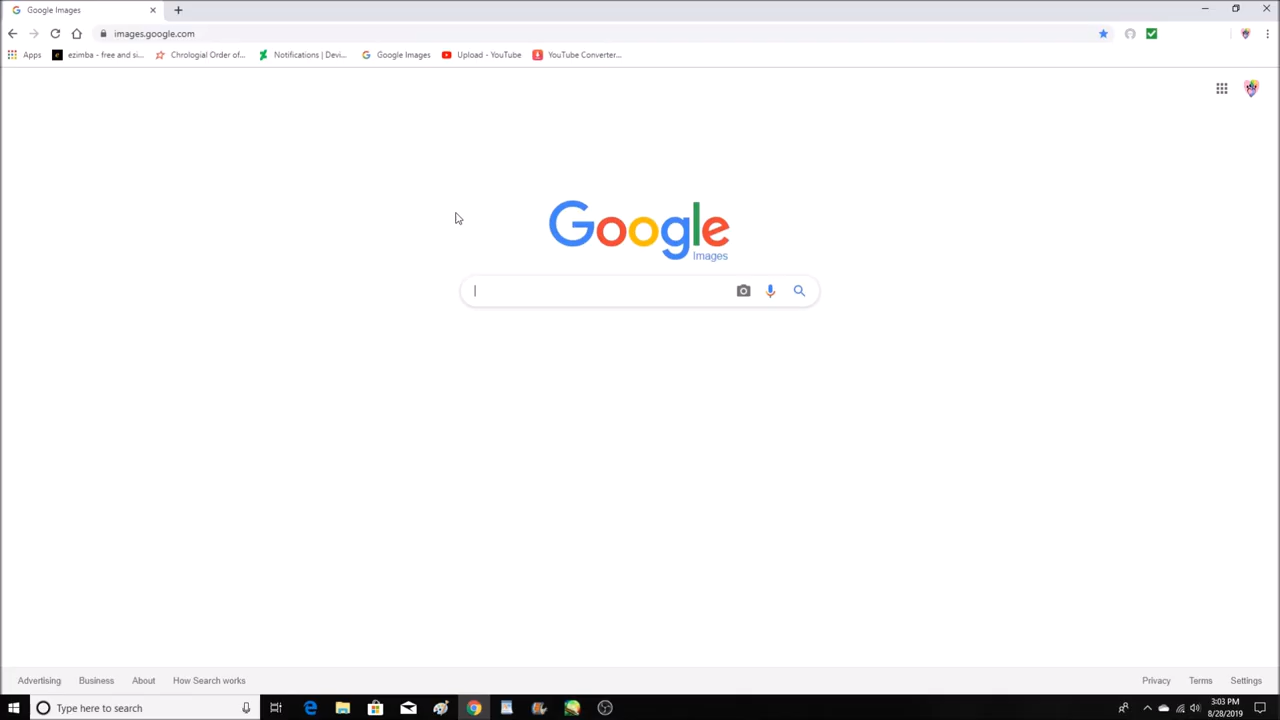 Google Images
images.google.com
Apps
ezimba - free and si...
Chrologial Order of...
Notifications | Devi...
Google Images
Upload - YouTube
YouTube Converter...
Google
Images
Advertising
Business
About
How Search works
Privacy
Terms
Settings
Type here to search
3:03 PM
8/28/2019